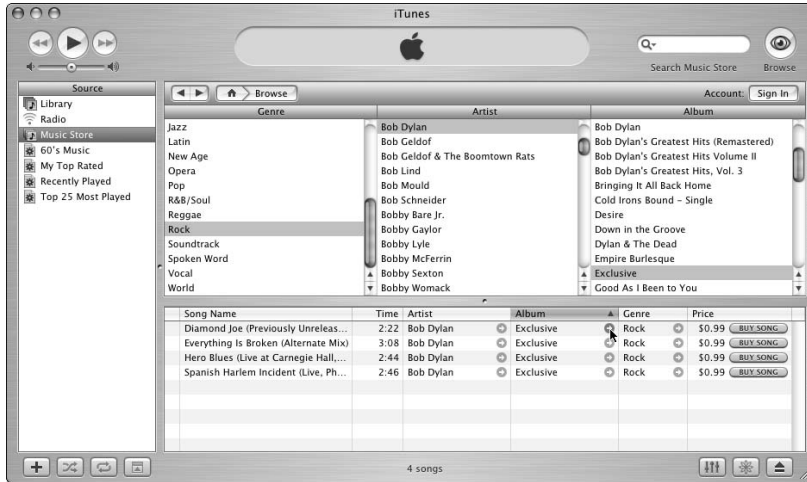 iTunes
Search Music Store
Browse
Source
Library
Radio
Music Store
60's Music
My Top Rated
Recently Played
Top 25 Most Played
Browse
Account: Sign In
Genre
Jazz
Latin
New Age
Opera
Pop
R&B/Soul
Reggae
Rock
Soundtrack
Spoken Word
Vocal
World
Artist
Bob Dylan
Bob Geldof
Bob Geldof & The Boomtown Rats
Bob Lind
Bob Mould
Bob Schneider
Bobby Bare Jr.
Bobby Gaylor
Bobby Lyle
Bobby McFerrin
Bobby Sexton
Bobby Womack
Album
Bob Dylan
Bob Dylan's Greatest Hits (Remastered)
Bob Dylan's Greatest Hits Volume II
Bob Dylan's Greatest Hits, Vol. 3
Bringing It All Back Home
Cold Irons Bound – Single
Desire
Down in the Groove
Dylan & The Dead
Empire Burlesque
Exclusive
Good As I Been to You
Song Name Time Artist Album Genre Price
Diamond Joe (Previously Unreleas... 2:22 Bob Dylan Exclusive Rock $0.99 BUY SONG
Everything Is Broken (Alternate Mix) 3:08 Bob Dylan Exclusive Rock $0.99 BUY SONG
Hero Blues (Live at Carnegie Hall,... 2:44 Bob Dylan Exclusive Rock $0.99 BUY SONG
Spanish Harlem Incident (Live, Ph... 2:46 Bob Dylan Exclusive Rock $0.99 BUY SONG
4 songs